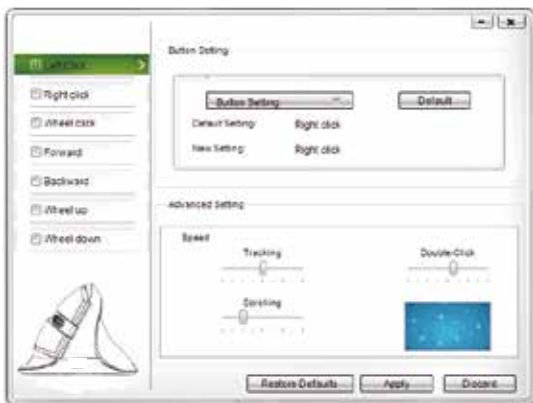 Left click
Right click
Wheel click
Forward
Backward
Wheel up
Wheel down
Button Setting
Button Setting
Default
Default Setting: Right click
New Setting: Right click
Advanced Setting
Speed
Tracking
Double-Click
Scrolling
Restore Defaults
Apply
Discard